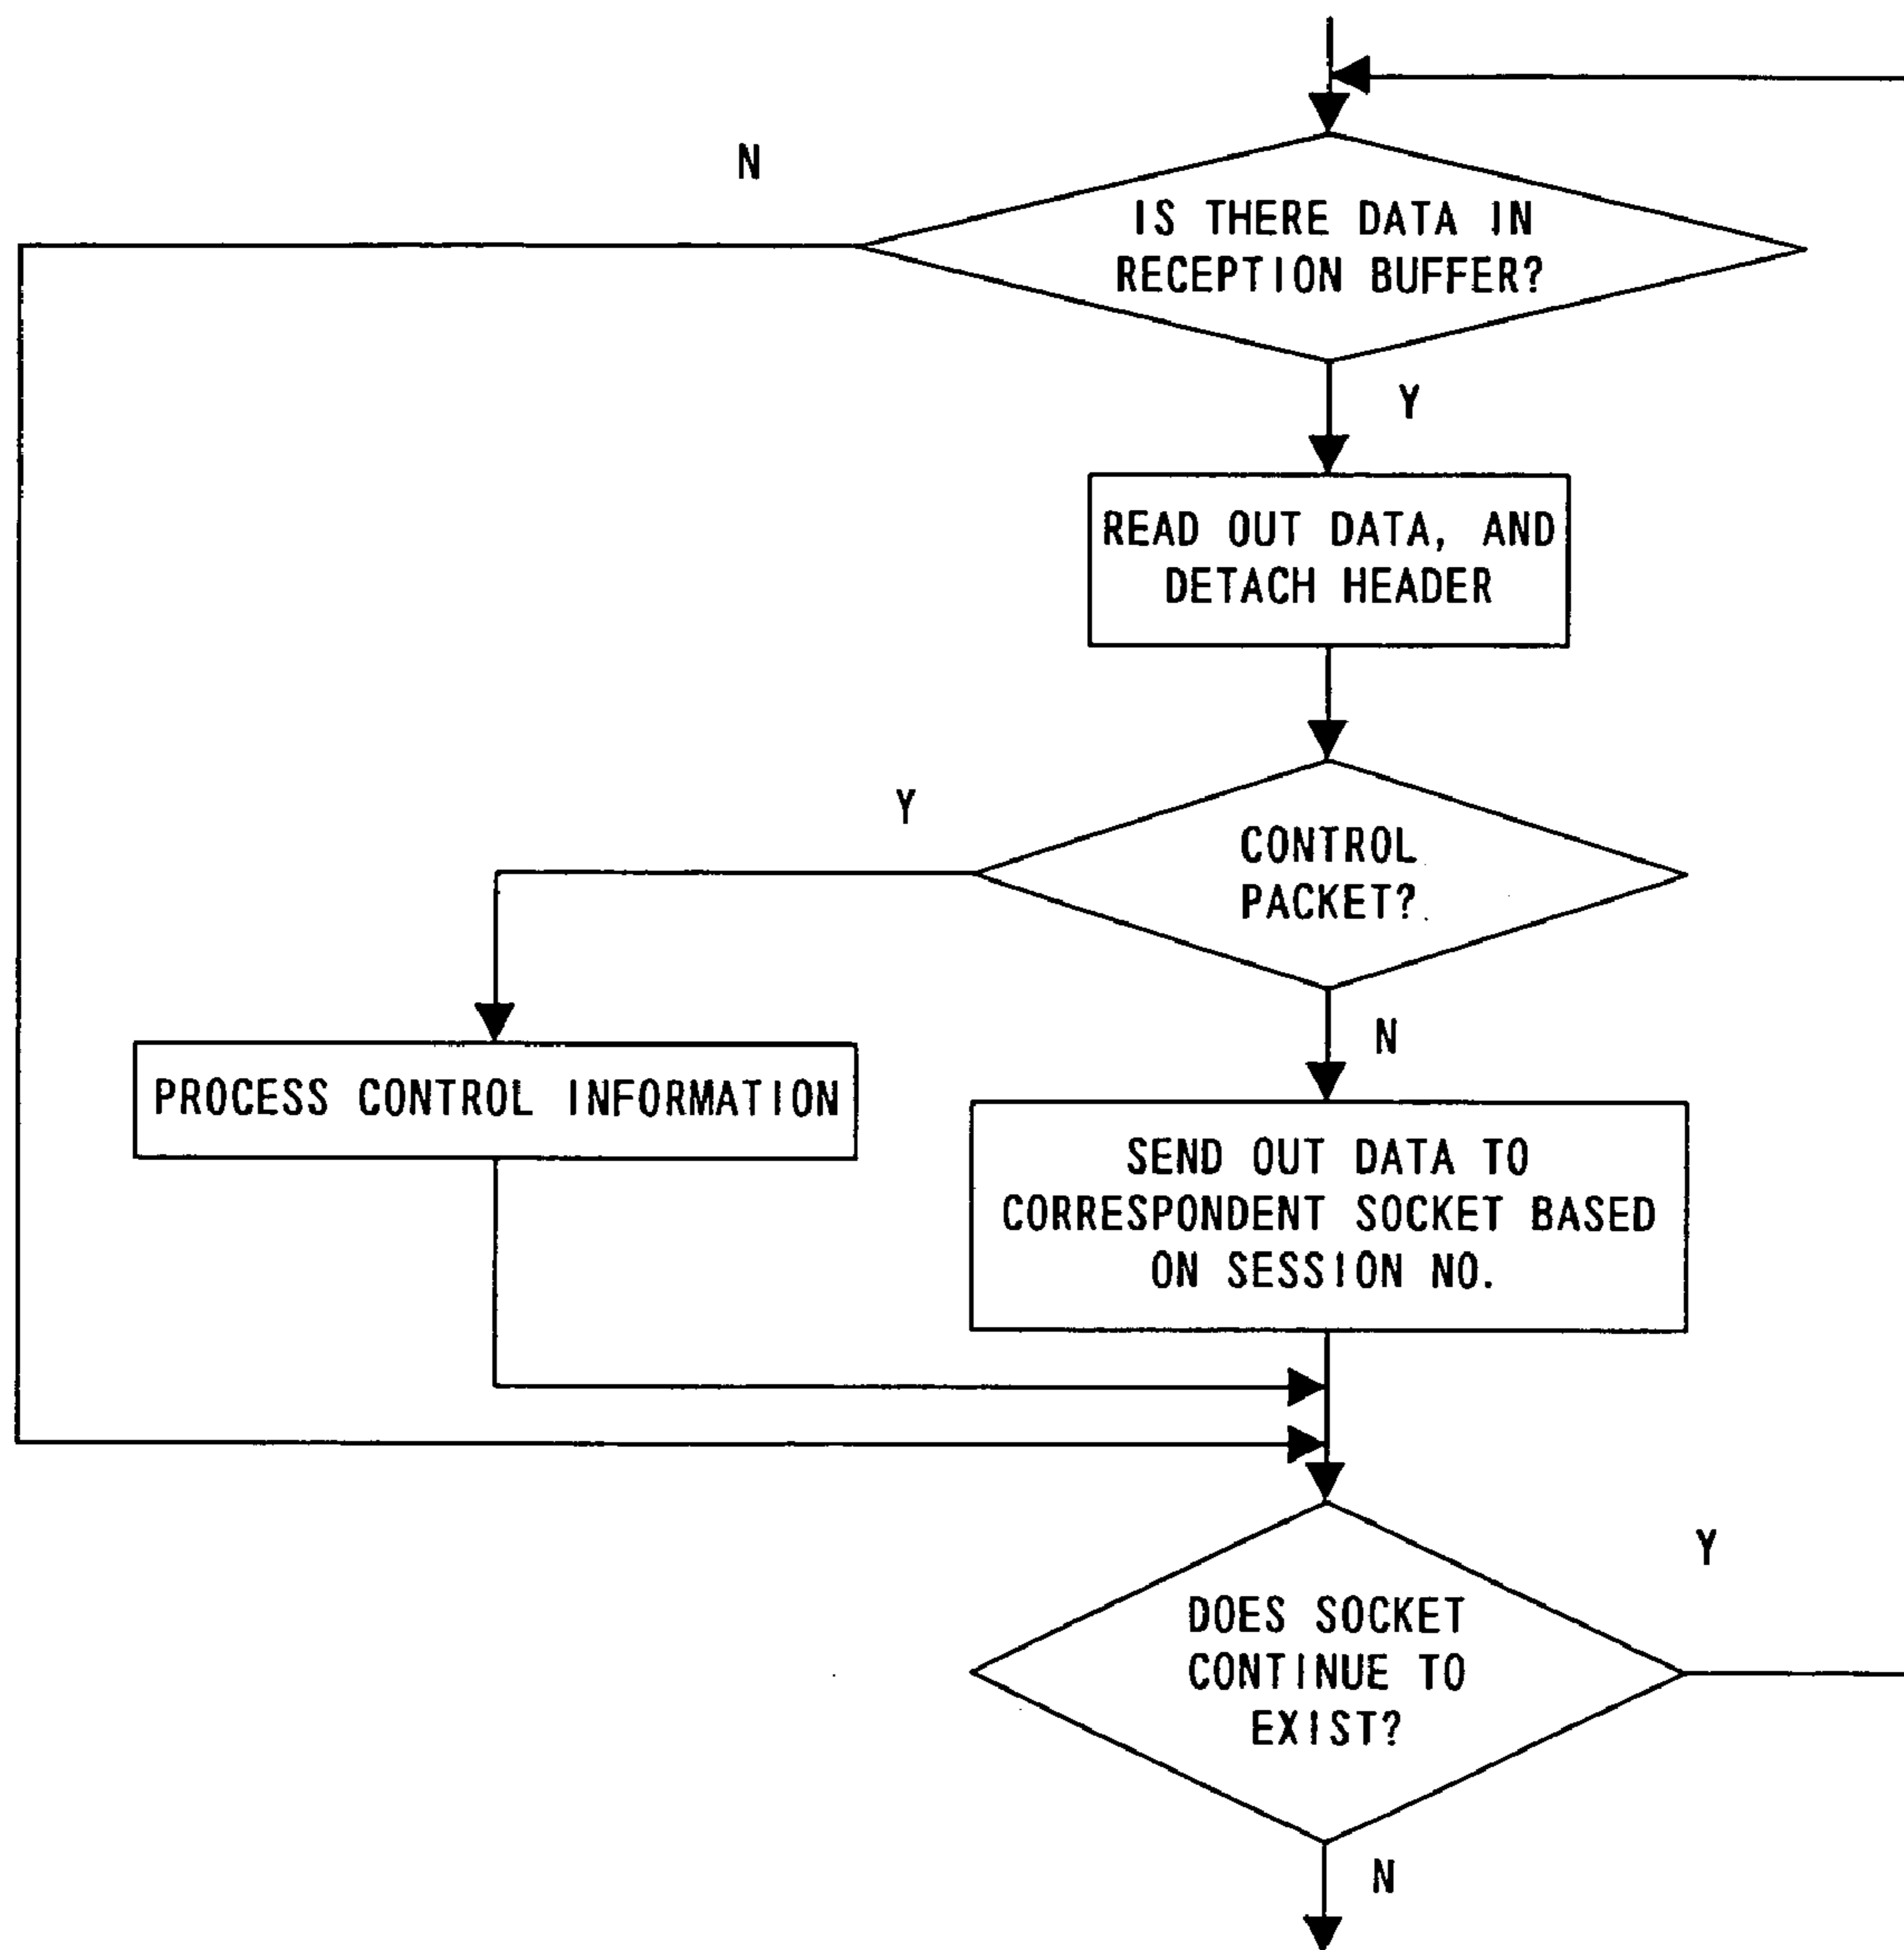 N
IS THERE DATA IN
RECEPTION BUFFER?
Y
READ OUT DATA, AND
DETACH HEADER
Y
CONTROL
PACKET?
N
PROCESS CONTROL INFORMATION
SEND OUT DATA TO
CORRESPONDENT SOCKET BASED
ON SESSION NO.
Y
DOES SOCKET
CONTINUE TO
EXIST?
N